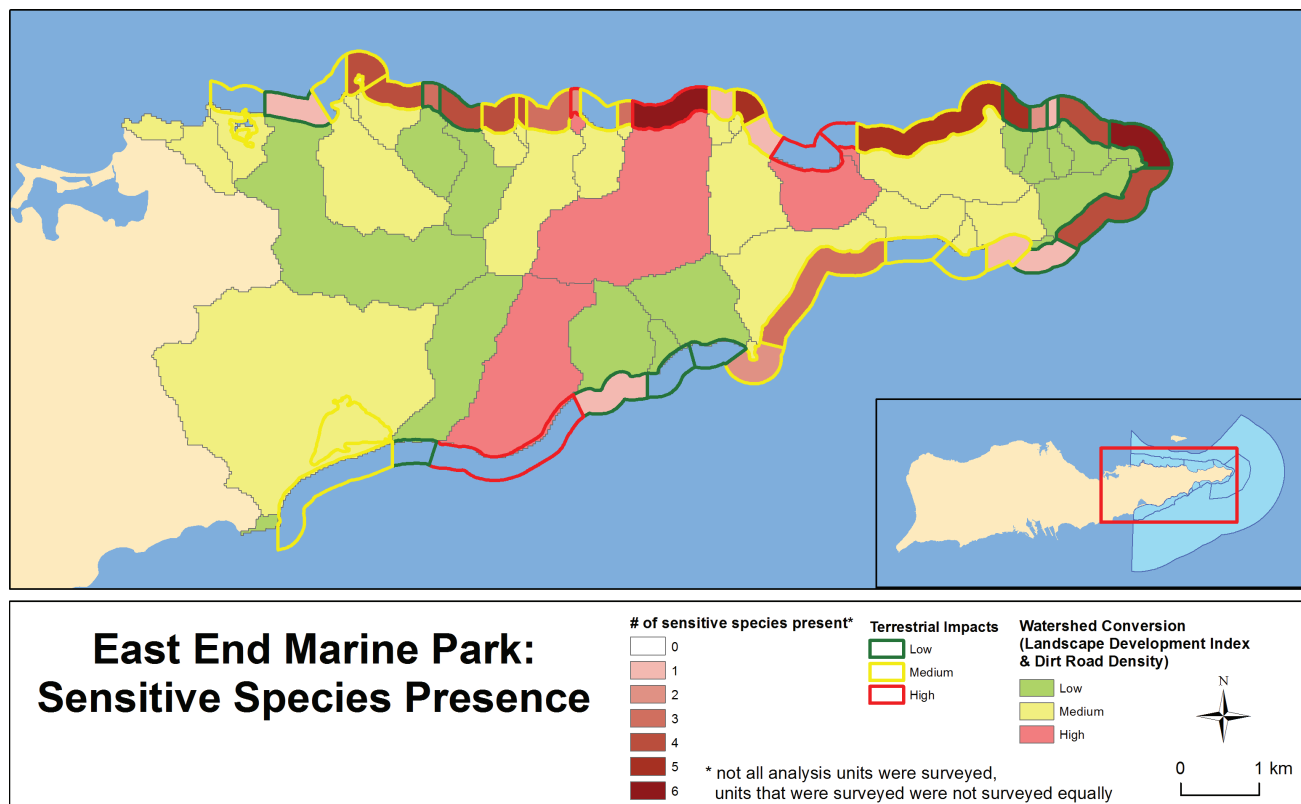 East End Marine Park:
Sensitive Species Presence
# of sensitive species present*
0
1
2
3
4
5
6
Terrestrial Impacts
Low
Medium
High
Watershed Conversion
(Landscape Development Index
& Dirt Road Density)
Low
Medium
High
* not all analysis units were surveyed,
units that were surveyed were not surveyed equally
N
0 1 km